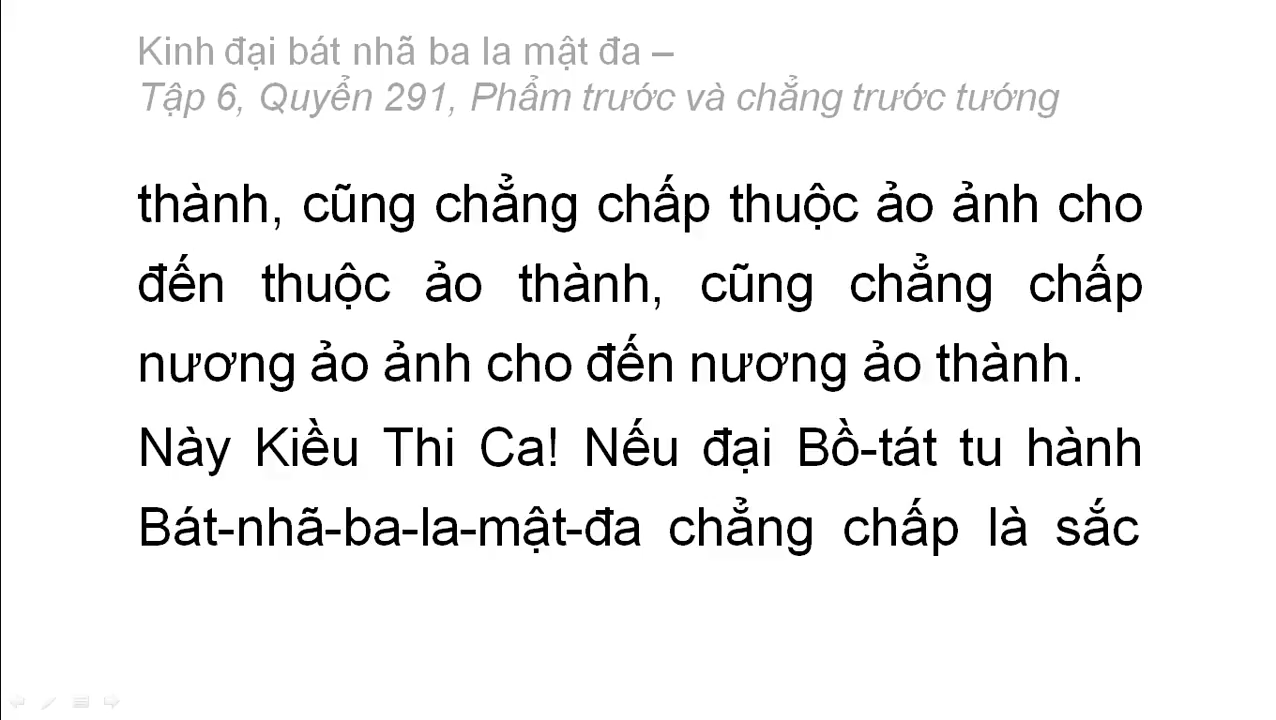 Kinh đại bát nhã ba la mật đa –
Tập 6, Quyển 291, Phẩm trước và chẳng trước tướng
thành, cũng chẳng chấp thuộc ảo ảnh cho
đến thuộc ảo thành, cũng chẳng chấp
nương ảo ảnh cho đến nương ảo thành.
Này Kiều Thi Ca! Nếu đại Bồ-tát tu hành
Bát-nhã-ba-la-mật-đa chẳng chấp là sắc